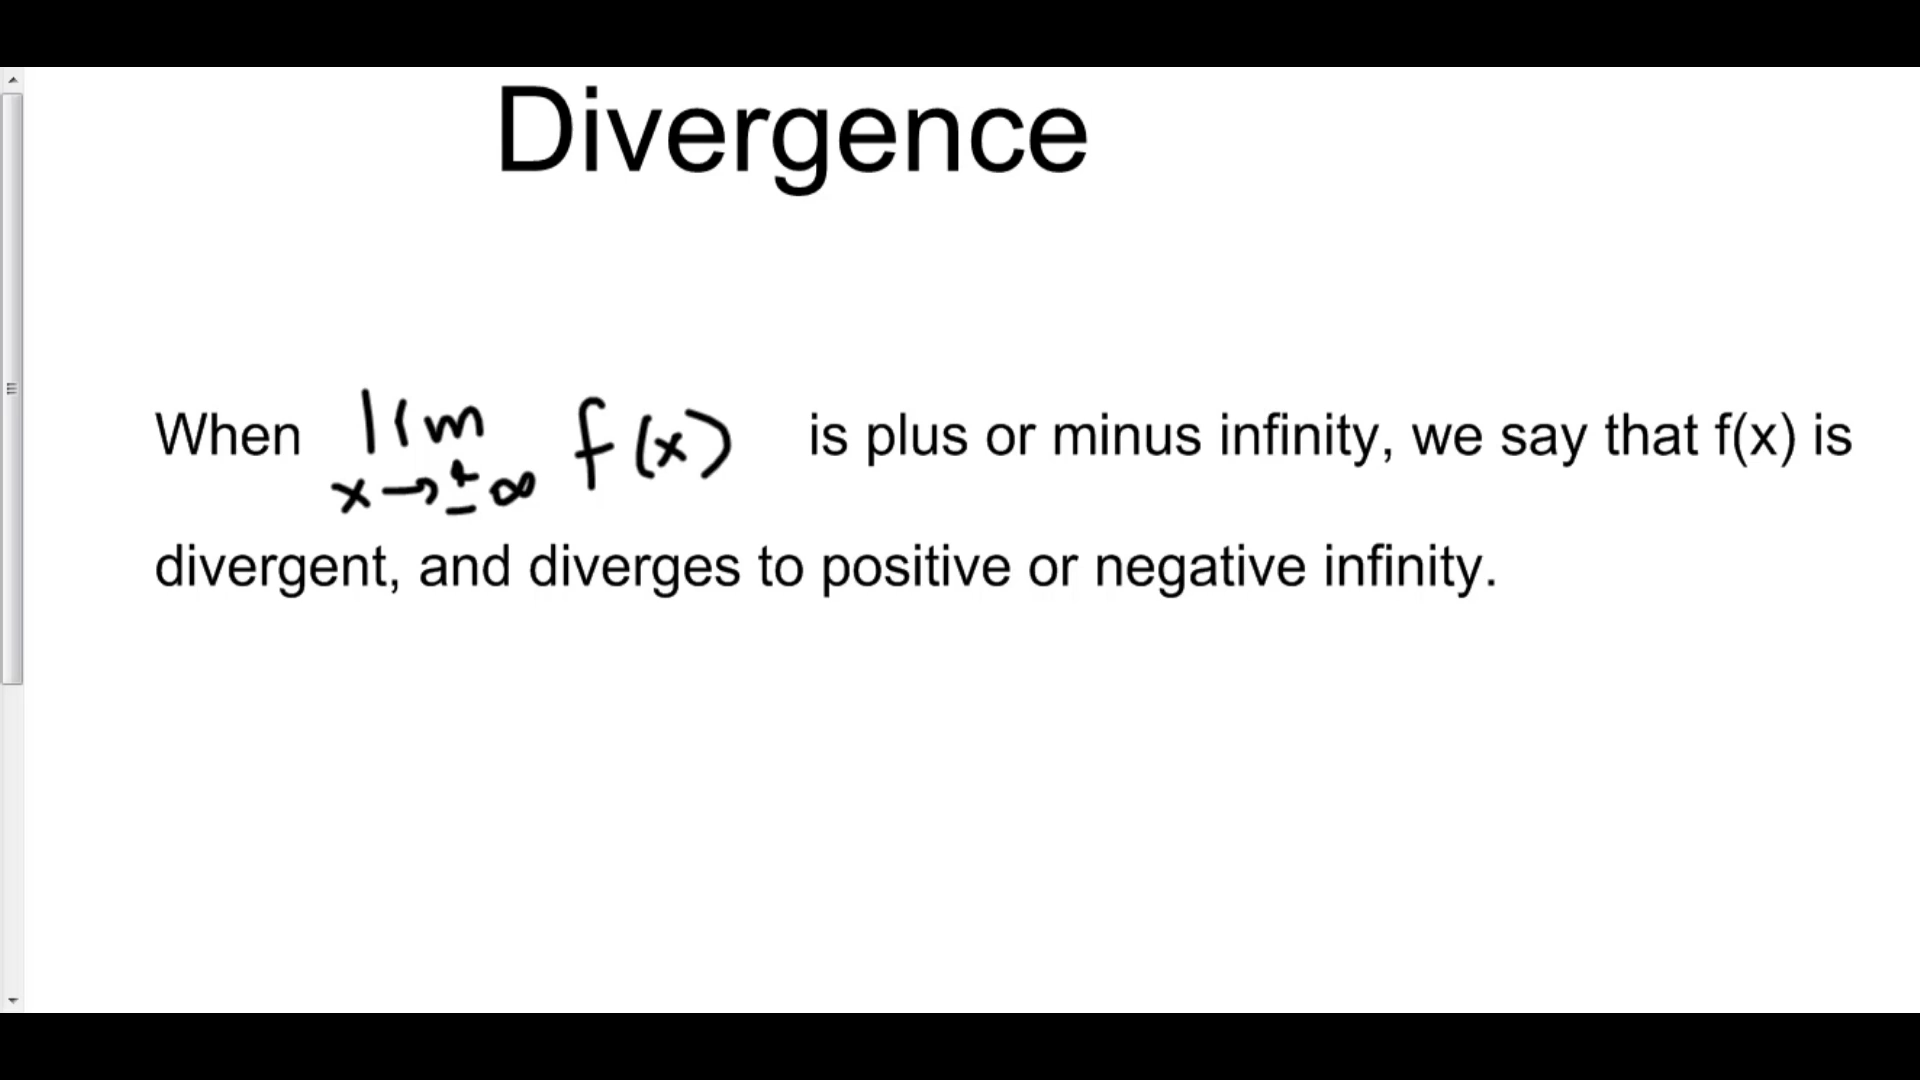 Divergence
When lim x→±∞ f(x) is plus or minus infinity, we say that f(x) is
divergent, and diverges to positive or negative infinity.